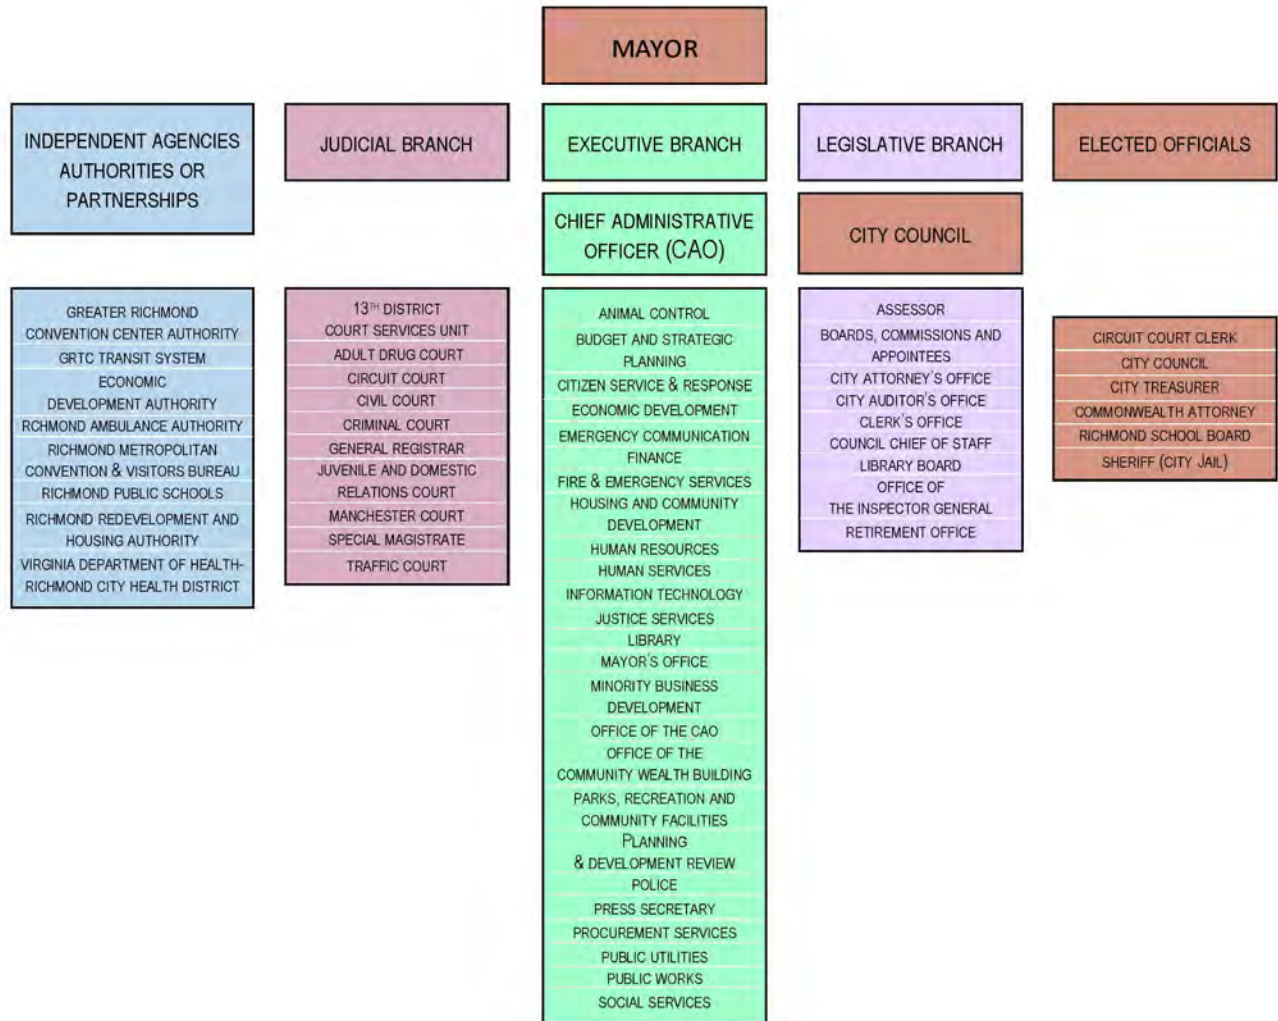 MAYOR
INDEPENDENT AGENCIES
AUTHORITIES OR
PARTNERSHIPS
JUDICIAL BRANCH
EXECUTIVE BRANCH
LEGISLATIVE BRANCH
ELECTED OFFICIALS
CHIEF ADMINISTRATIVE
OFFICER (CAO)
CITY COUNCIL
GREATER RICHMOND
CONVENTION CENTER AUTHORITY
GRTC TRANSIT SYSTEM
ECONOMIC
DEVELOPMENT AUTHORITY
RCHMOND AMBULANCE AUTHORITY
RICHMOND METROPOLITAN
CONVENTION & VISITORS BUREAU
RICHMOND PUBLIC SCHOOLS
RICHMOND REDEVELOPMENT AND
HOUSING AUTHORITY
VIRGINIA DEPARTMENT OF HEALTH-
RICHMOND CITY HEALTH DISTRICT
13TH DISTRICT
COURT SERVICES UNIT
ADULT DRUG COURT
CIRCUIT COURT
CIVIL COURT
CRIMINAL COURT
GENERAL REGISTRAR
JUVENILE AND DOMESTIC
RELATIONS COURT
MANCHESTER COURT
SPECIAL MAGISTRATE
TRAFFIC COURT
ANIMAL CONTROL
BUDGET AND STRATEGIC
PLANNING
CITIZEN SERVICE & RESPONSE
ECONOMIC DEVELOPMENT
EMERGENCY COMMUNICATION
FINANCE
FIRE & EMERGENCY SERVICES
HOUSING AND COMMUNITY
DEVELOPMENT
HUMAN RESOURCES
HUMAN SERVICES
INFORMATION TECHNOLOGY
JUSTICE SERVICES
LIBRARY
MAYOR'S OFFICE
MINORITY BUSINESS
DEVELOPMENT
OFFICE OF THE CAO
OFFICE OF THE
COMMUNITY WEALTH BUILDING
PARKS, RECREATION AND
COMMUNITY FACILITIES
PLANNING
& DEVELOPMENT REVIEW
POLICE
PRESS SECRETARY
PROCUREMENT SERVICES
PUBLIC UTILITIES
PUBLIC WORKS
SOCIAL SERVICES
ASSESSOR
BOARDS, COMMISSIONS AND
APPOINTEES
CITY ATTORNEY'S OFFICE
CITY AUDITOR'S OFFICE
CLERK'S OFFICE
COUNCIL CHIEF OF STAFF
LIBRARY BOARD
OFFICE OF
THE INSPECTOR GENERAL
RETIREMENT OFFICE
CIRCUIT COURT CLERK
CITY COUNCIL
CITY TREASURER
COMMONWEALTH ATTORNEY
RICHMOND SCHOOL BOARD
SHERIFF (CITY JAIL)